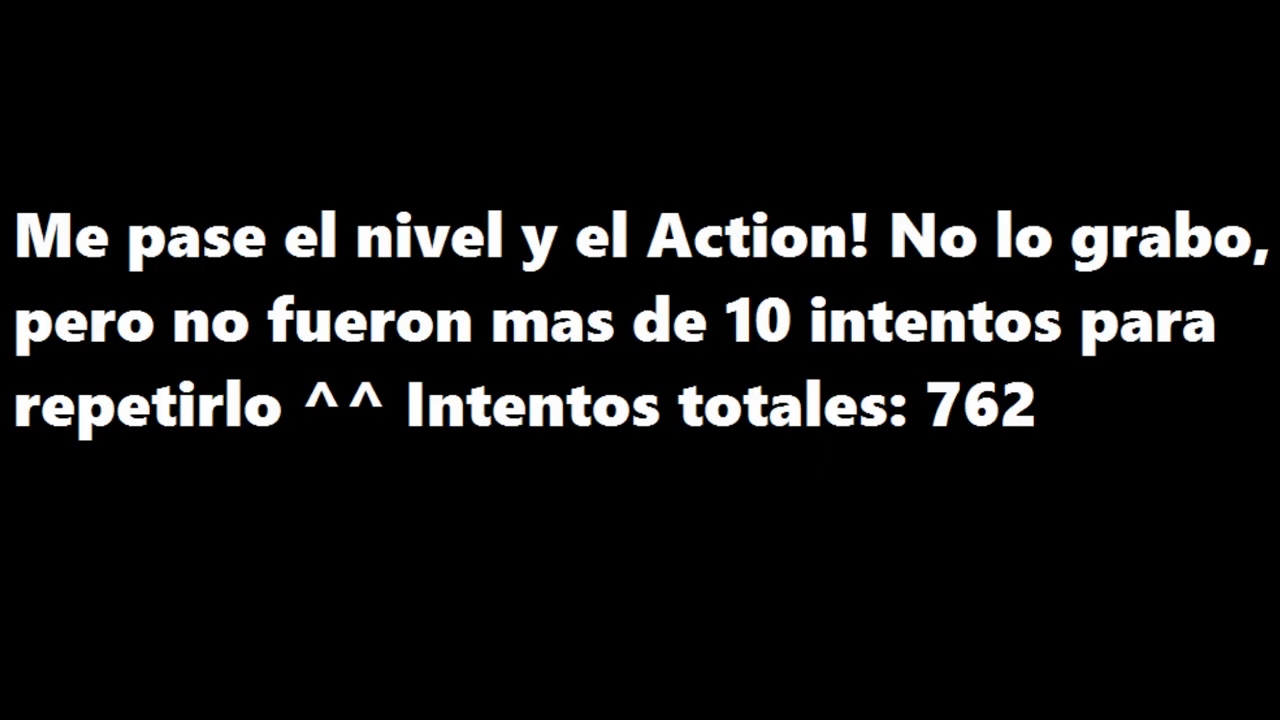 Me pase el nivel y el Action! No lo grabo,
pero no fueron mas de 10 intentos para
repetirlo ^^ Intentos totales: 762